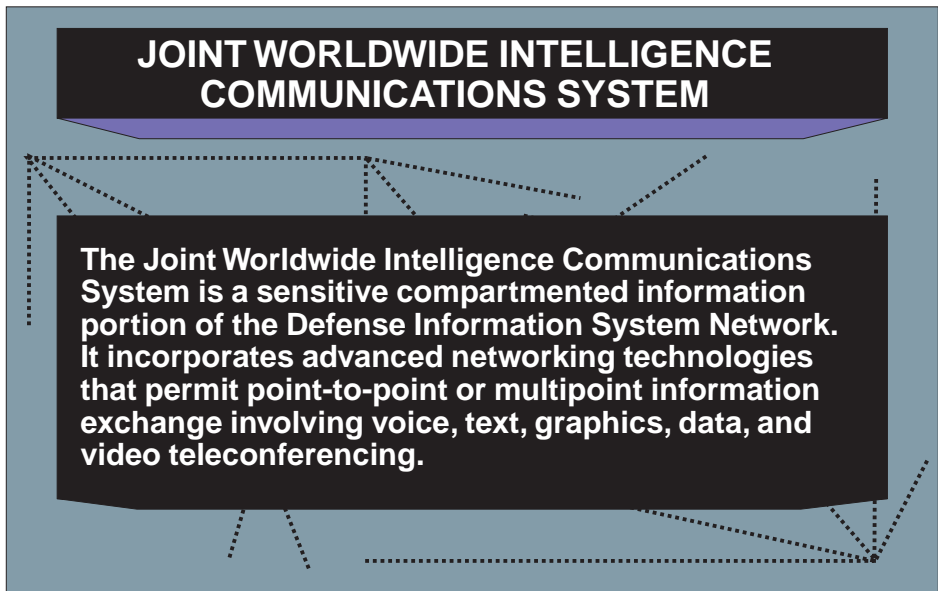 JOINT WORLDWIDE INTELLIGENCE
COMMUNICATIONS SYSTEM
The Joint Worldwide Intelligence Communications
System is a sensitive compartmented information
portion of the Defense Information System Network.
It incorporates advanced networking technologies
that permit point-to-point or multipoint information
exchange involving voice, text, graphics, data, and
video teleconferencing.